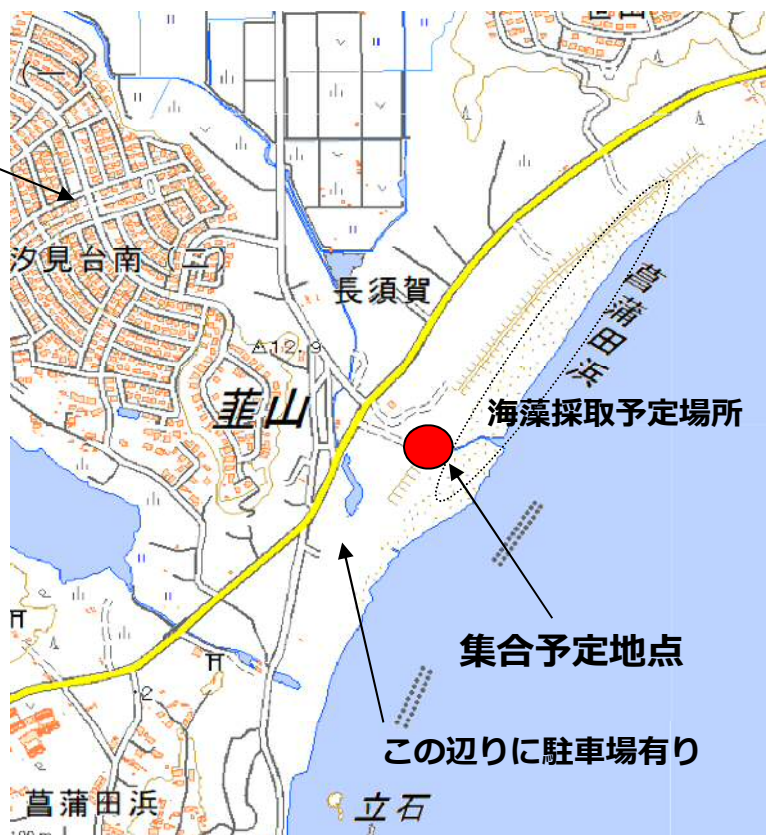 (一)
汐見台南(二)
長須賀
△12.9
韮山
菖蒲田浜
海藻採取予定場所
集合予定地点
・2
この辺りに駐車場有り
菖蒲田浜
立石